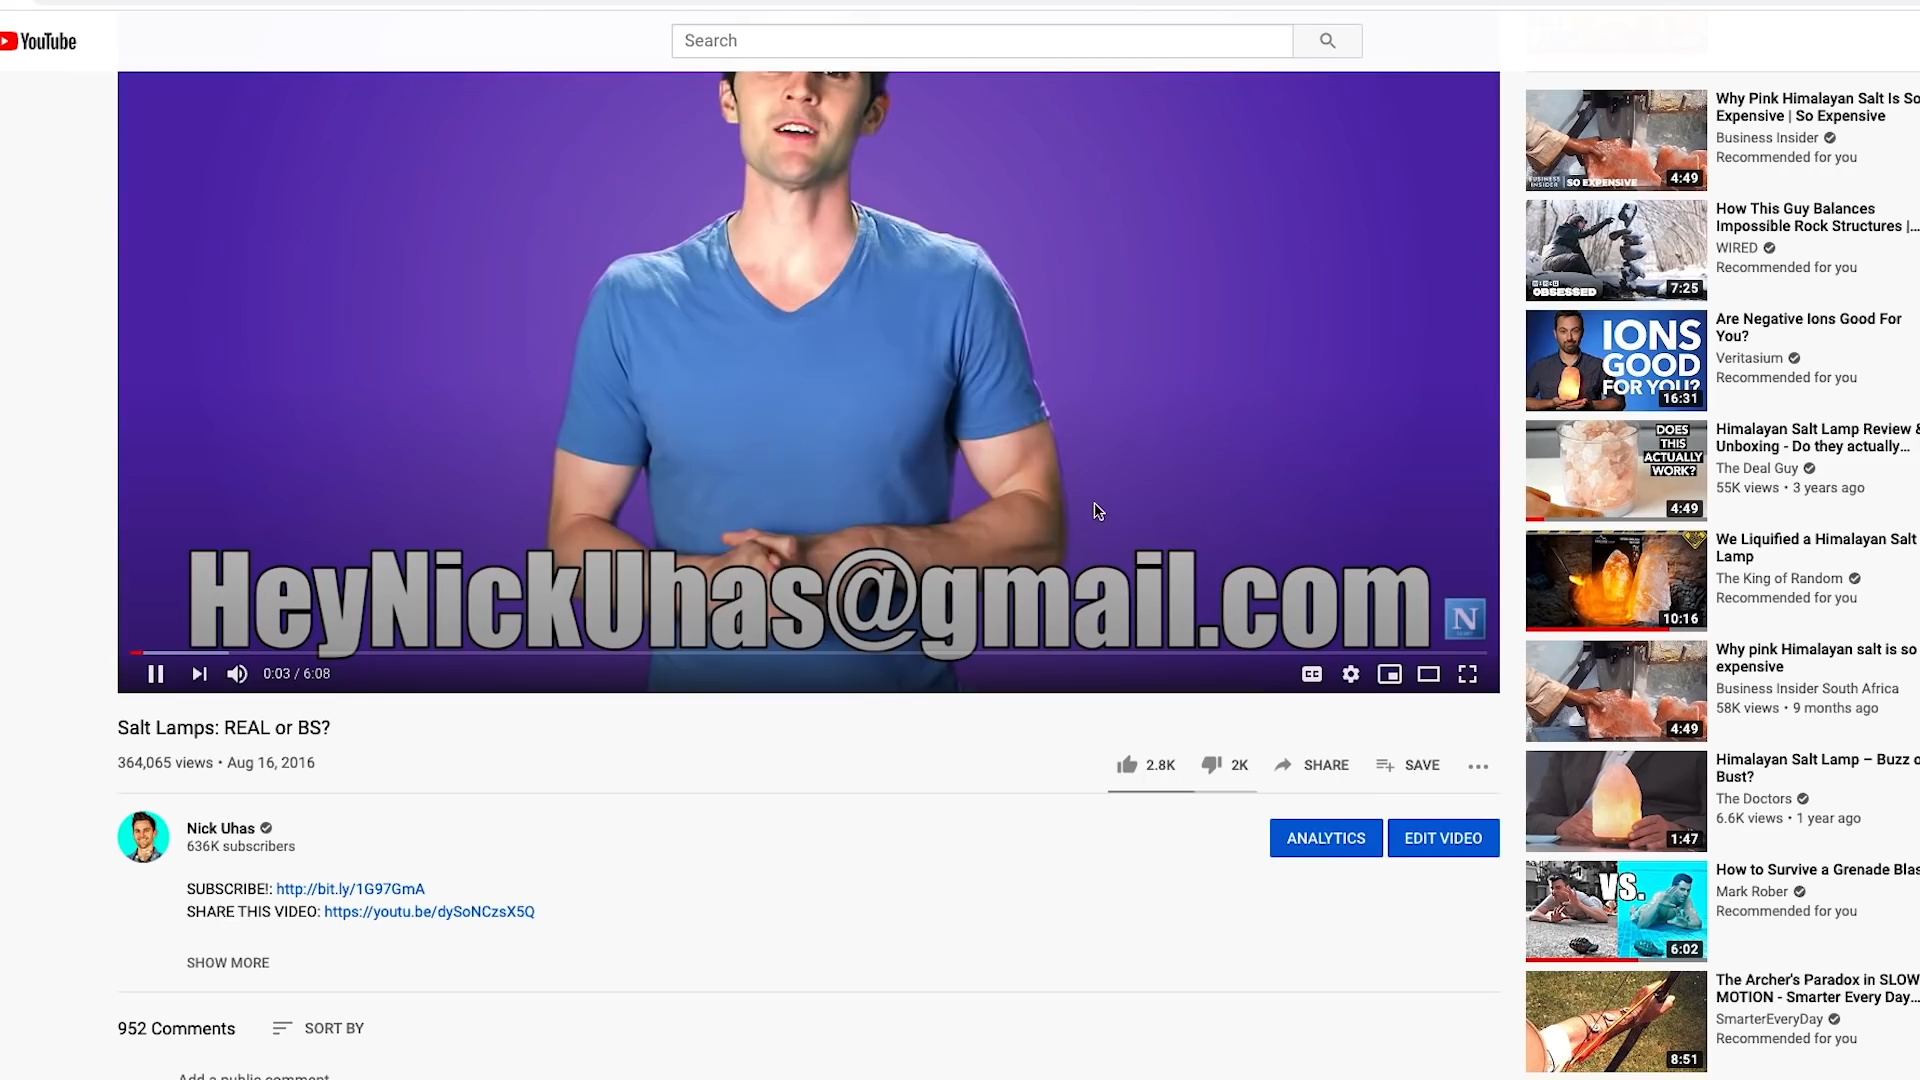 YouTube
Search
HeyNickUhas@gmail.com
N
0:03 / 6:08
CC
Salt Lamps: REAL or BS?
364,065 views • Aug 16, 2016
2.8K
2K
SHARE
SAVE
Nick Uhas
636K subscribers
ANALYTICS
EDIT VIDEO
SUBSCRIBE!: http://bit.ly/1G97GmA
SHARE THIS VIDEO: https://youtu.be/dySoNCzsX5Q
SHOW MORE
952 Comments
SORT BY
Add a public comment
BUSINESS INSIDER | SO EXPENSIVE
4:49
Why Pink Himalayan Salt Is So
Expensive | So Expensive
Business Insider
Recommended for you
WIRED
OBSESSED
7:25
How This Guy Balances
Impossible Rock Structures |...
WIRED
Recommended for you
IONS
GOOD
FOR YOU?
16:31
Are Negative Ions Good For
You?
Veritasium
Recommended for you
DOES
THIS
ACTUALLY
WORK?
4:49
Himalayan Salt Lamp Review &
Unboxing - Do they actually...
The Deal Guy
55K views • 3 years ago
10:16
We Liquified a Himalayan Salt
Lamp
The King of Random
Recommended for you
4:49
Why pink Himalayan salt is so
expensive
Business Insider South Africa
58K views • 9 months ago
1:47
Himalayan Salt Lamp – Buzz o
Bust?
The Doctors
6.6K views • 1 year ago
VS.
6:02
How to Survive a Grenade Blas
Mark Rober
Recommended for you
8:51
The Archer's Paradox in SLOW
MOTION - Smarter Every Day...
SmarterEveryDay
Recommended for you